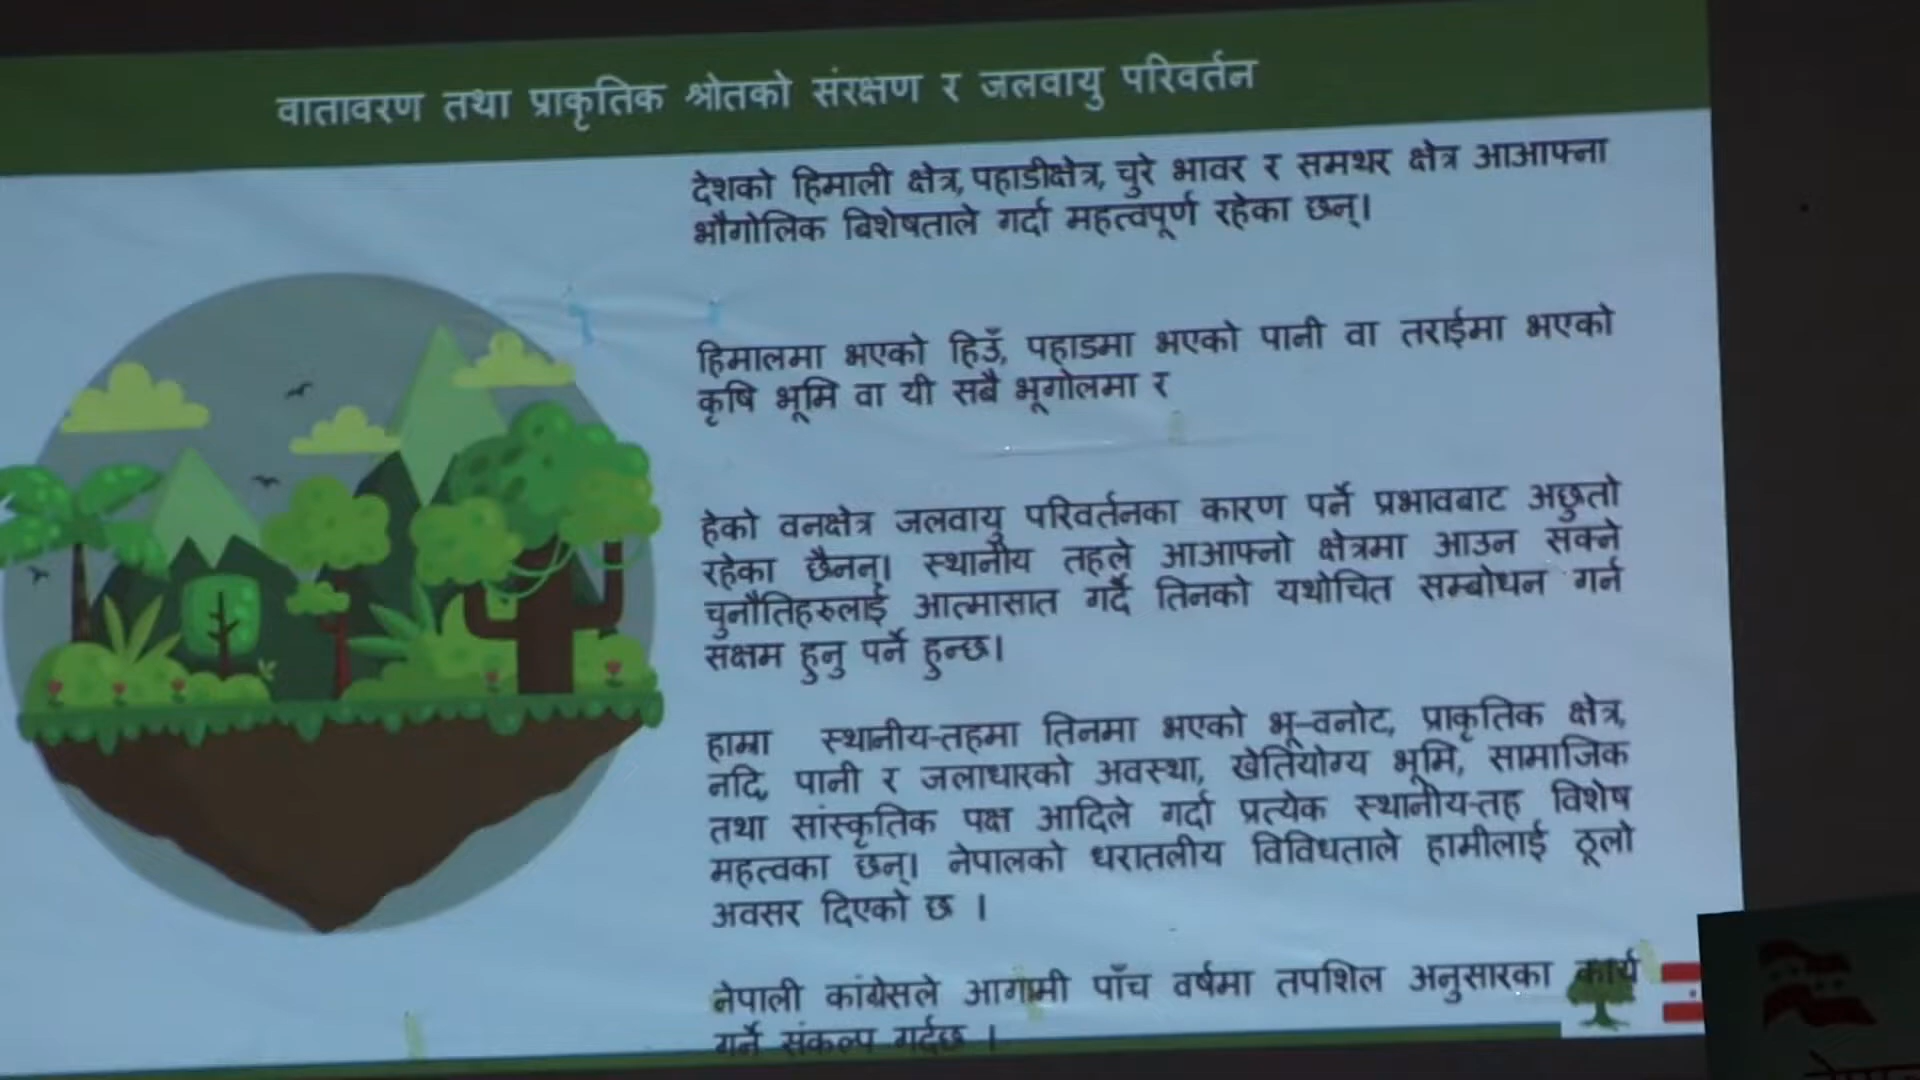 वातावरण तथा प्राकृतिक श्रोतको संरक्षण र जलवायु परिवर्तन
देशको हिमाली क्षेत्र, पहाडीक्षेत्र, चुरे भावर र समथर क्षेत्र आआफ्ना
भौगोलिक बिशेषताले गर्दा महत्वपूर्ण रहेका छन्।
हिमालमा भएको हिउँ, पहाडमा भएको पानी वा तराईमा भएको
कृषि भूमि वा यी सबै भूगोलमा र
हेको वनक्षेत्र जलवायु परिवर्तनका कारण पर्ने प्रभावबाट अछुतो
रहेका छैनन्। स्थानीय तहले आआफ्नो क्षेत्रमा आउन सक्ने
चुनौतिहरुलाई आत्मासात गर्दै तिनको यथोचित सम्बोधन गर्न
सक्षम हुनु पर्ने हुन्छ।
हाम्रा स्थानीय-तहमा तिनमा भएको भू-वनोट, प्राकृतिक क्षेत्र,
नदि, पानी र जलाधारको अवस्था, खेतियोग्य भूमि, सामाजिक
तथा सांस्कृतिक पक्ष आदिले गर्दा प्रत्येक स्थानीय-तह विशेष
महत्वका छन्। नेपालको धरातलीय विविधताले हामीलाई ठूलो
अवसर दिएको छ ।
नेपाली कांग्रेसले आगामी पाँच वर्षमा तपशिल अनुसारका कार्य
गर्ने संकल्प गर्दछ ।